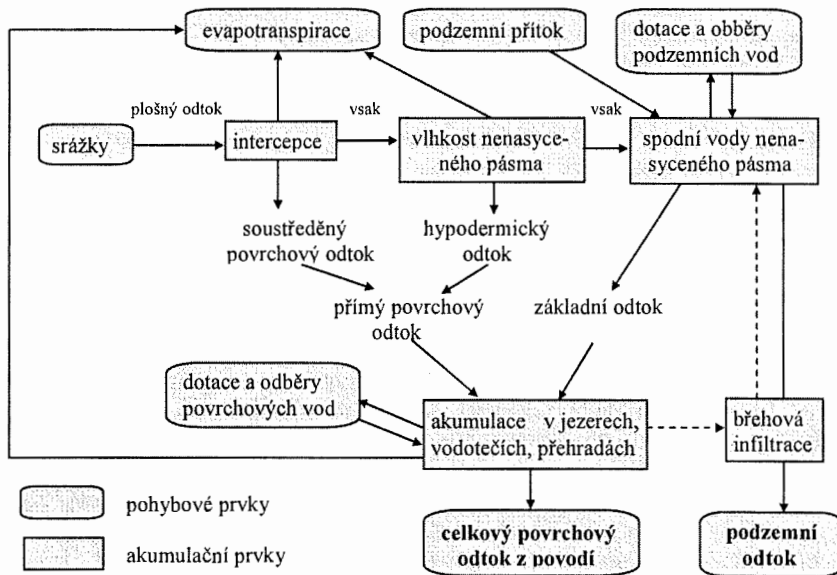 evapotranspirace
podzemní přítok
dotace a obběry
podzemních vod
plošný odtok
vsak
vsak
srážky
intercepce
vlhkost nenasyce-
ného pásma
spodní vody nena-
syceného pásma
soustředěný
povrchový odtok
hypodermický
odtok
přímý povrchový
odtok
základní odtok
dotace a odběry
povrchových vod
akumulace v jezerech,
vodotečích, přehradách
břehová
infiltrace
pohybové prvky
akumulační prvky
celkový povrchový
odtok z povodí
podzemní
odtok